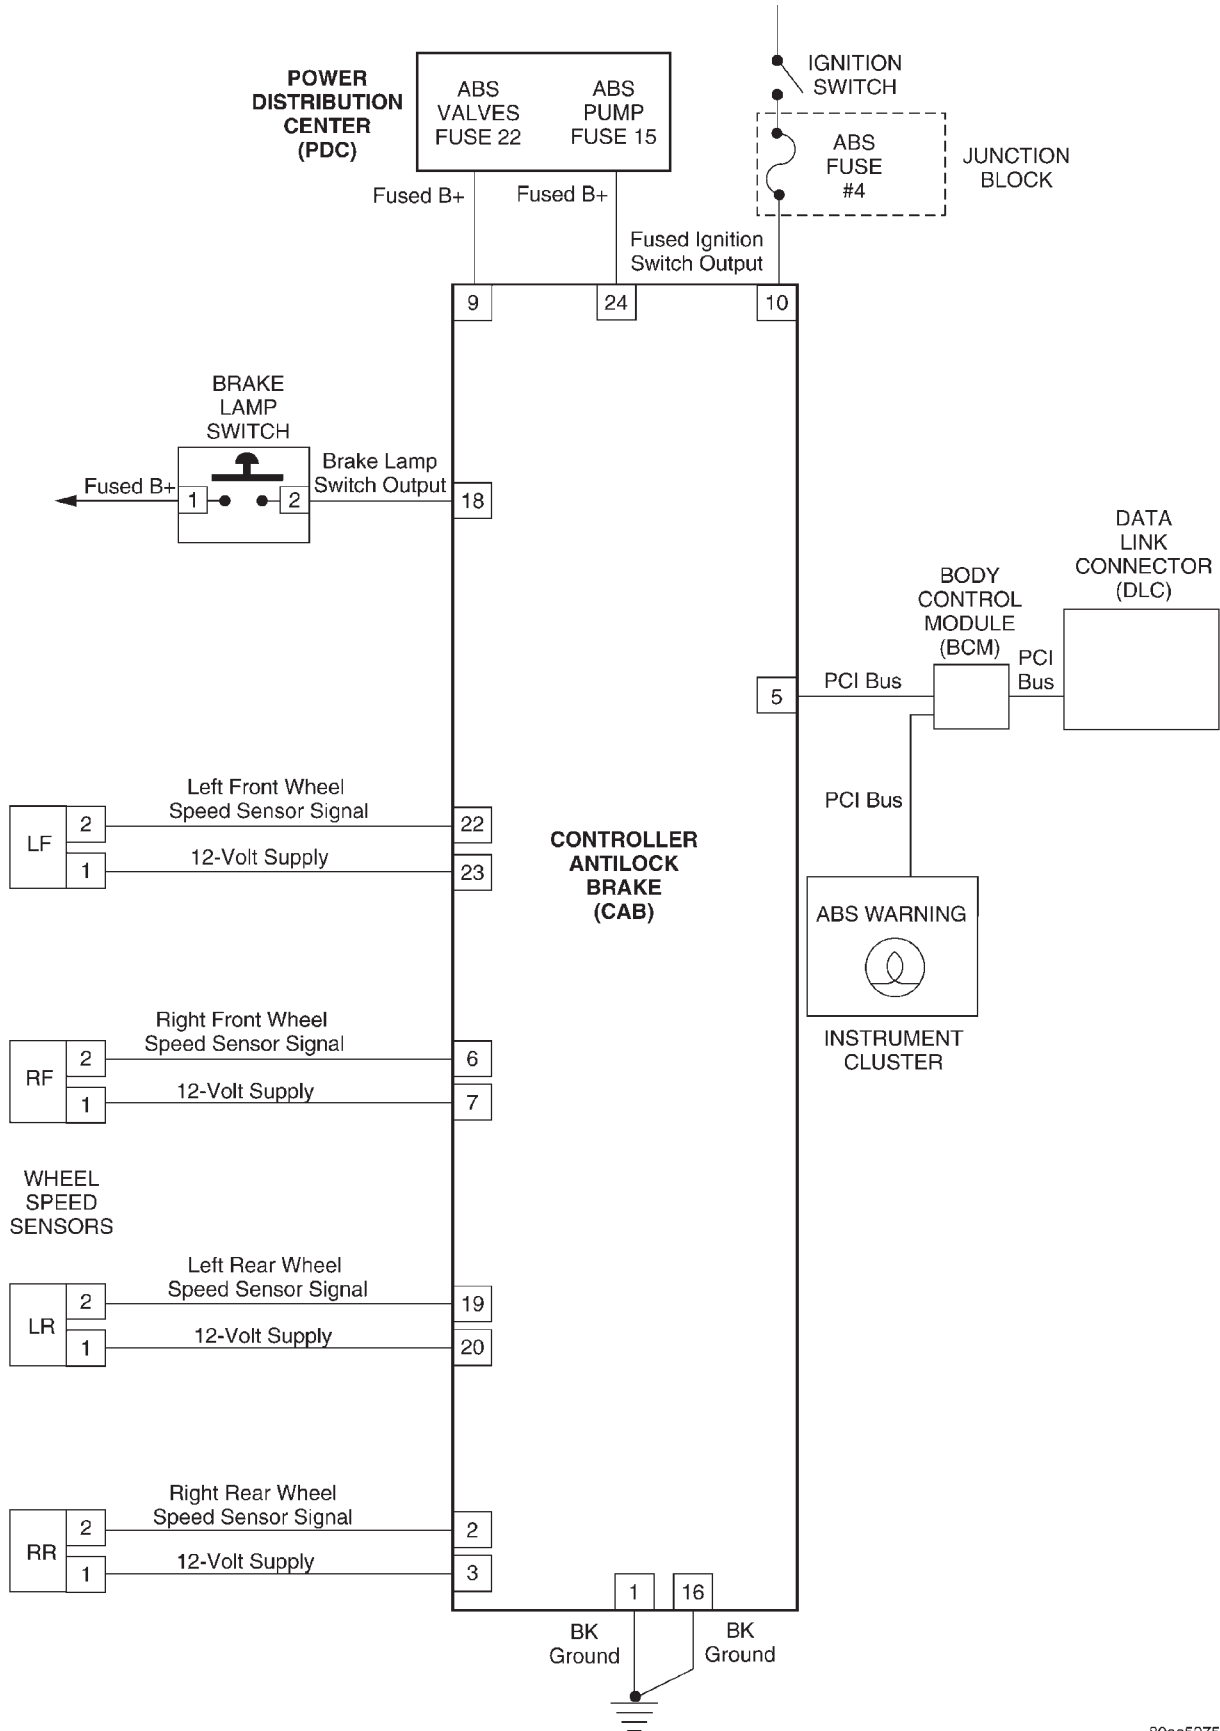 POWER
DISTRIBUTION
CENTER
(PDC)
ABS
VALVES
FUSE 22
ABS
PUMP
FUSE 15
IGNITION
SWITCH
ABS
FUSE
#4
JUNCTION
BLOCK
Fused B+
Fused B+
Fused Ignition
Switch Output
9
24
10
BRAKE
LAMP
SWITCH
Fused B+
1
2
Brake Lamp
Switch Output
18
DATA
LINK
CONNECTOR
(DLC)
BODY
CONTROL
MODULE
(BCM)
PCI
Bus
5
PCI Bus
PCI Bus
Left Front Wheel
Speed Sensor Signal
LF
2
22
12-Volt Supply
1
23
CONTROLLER
ANTILOCK
BRAKE
(CAB)
ABS WARNING
INSTRUMENT
CLUSTER
Right Front Wheel
Speed Sensor Signal
RF
2
6
12-Volt Supply
1
7
WHEEL
SPEED
SENSORS
Left Rear Wheel
Speed Sensor Signal
LR
2
19
12-Volt Supply
1
20
Right Rear Wheel
Speed Sensor Signal
RR
2
2
12-Volt Supply
1
3
1
16
BK
Ground
BK
Ground